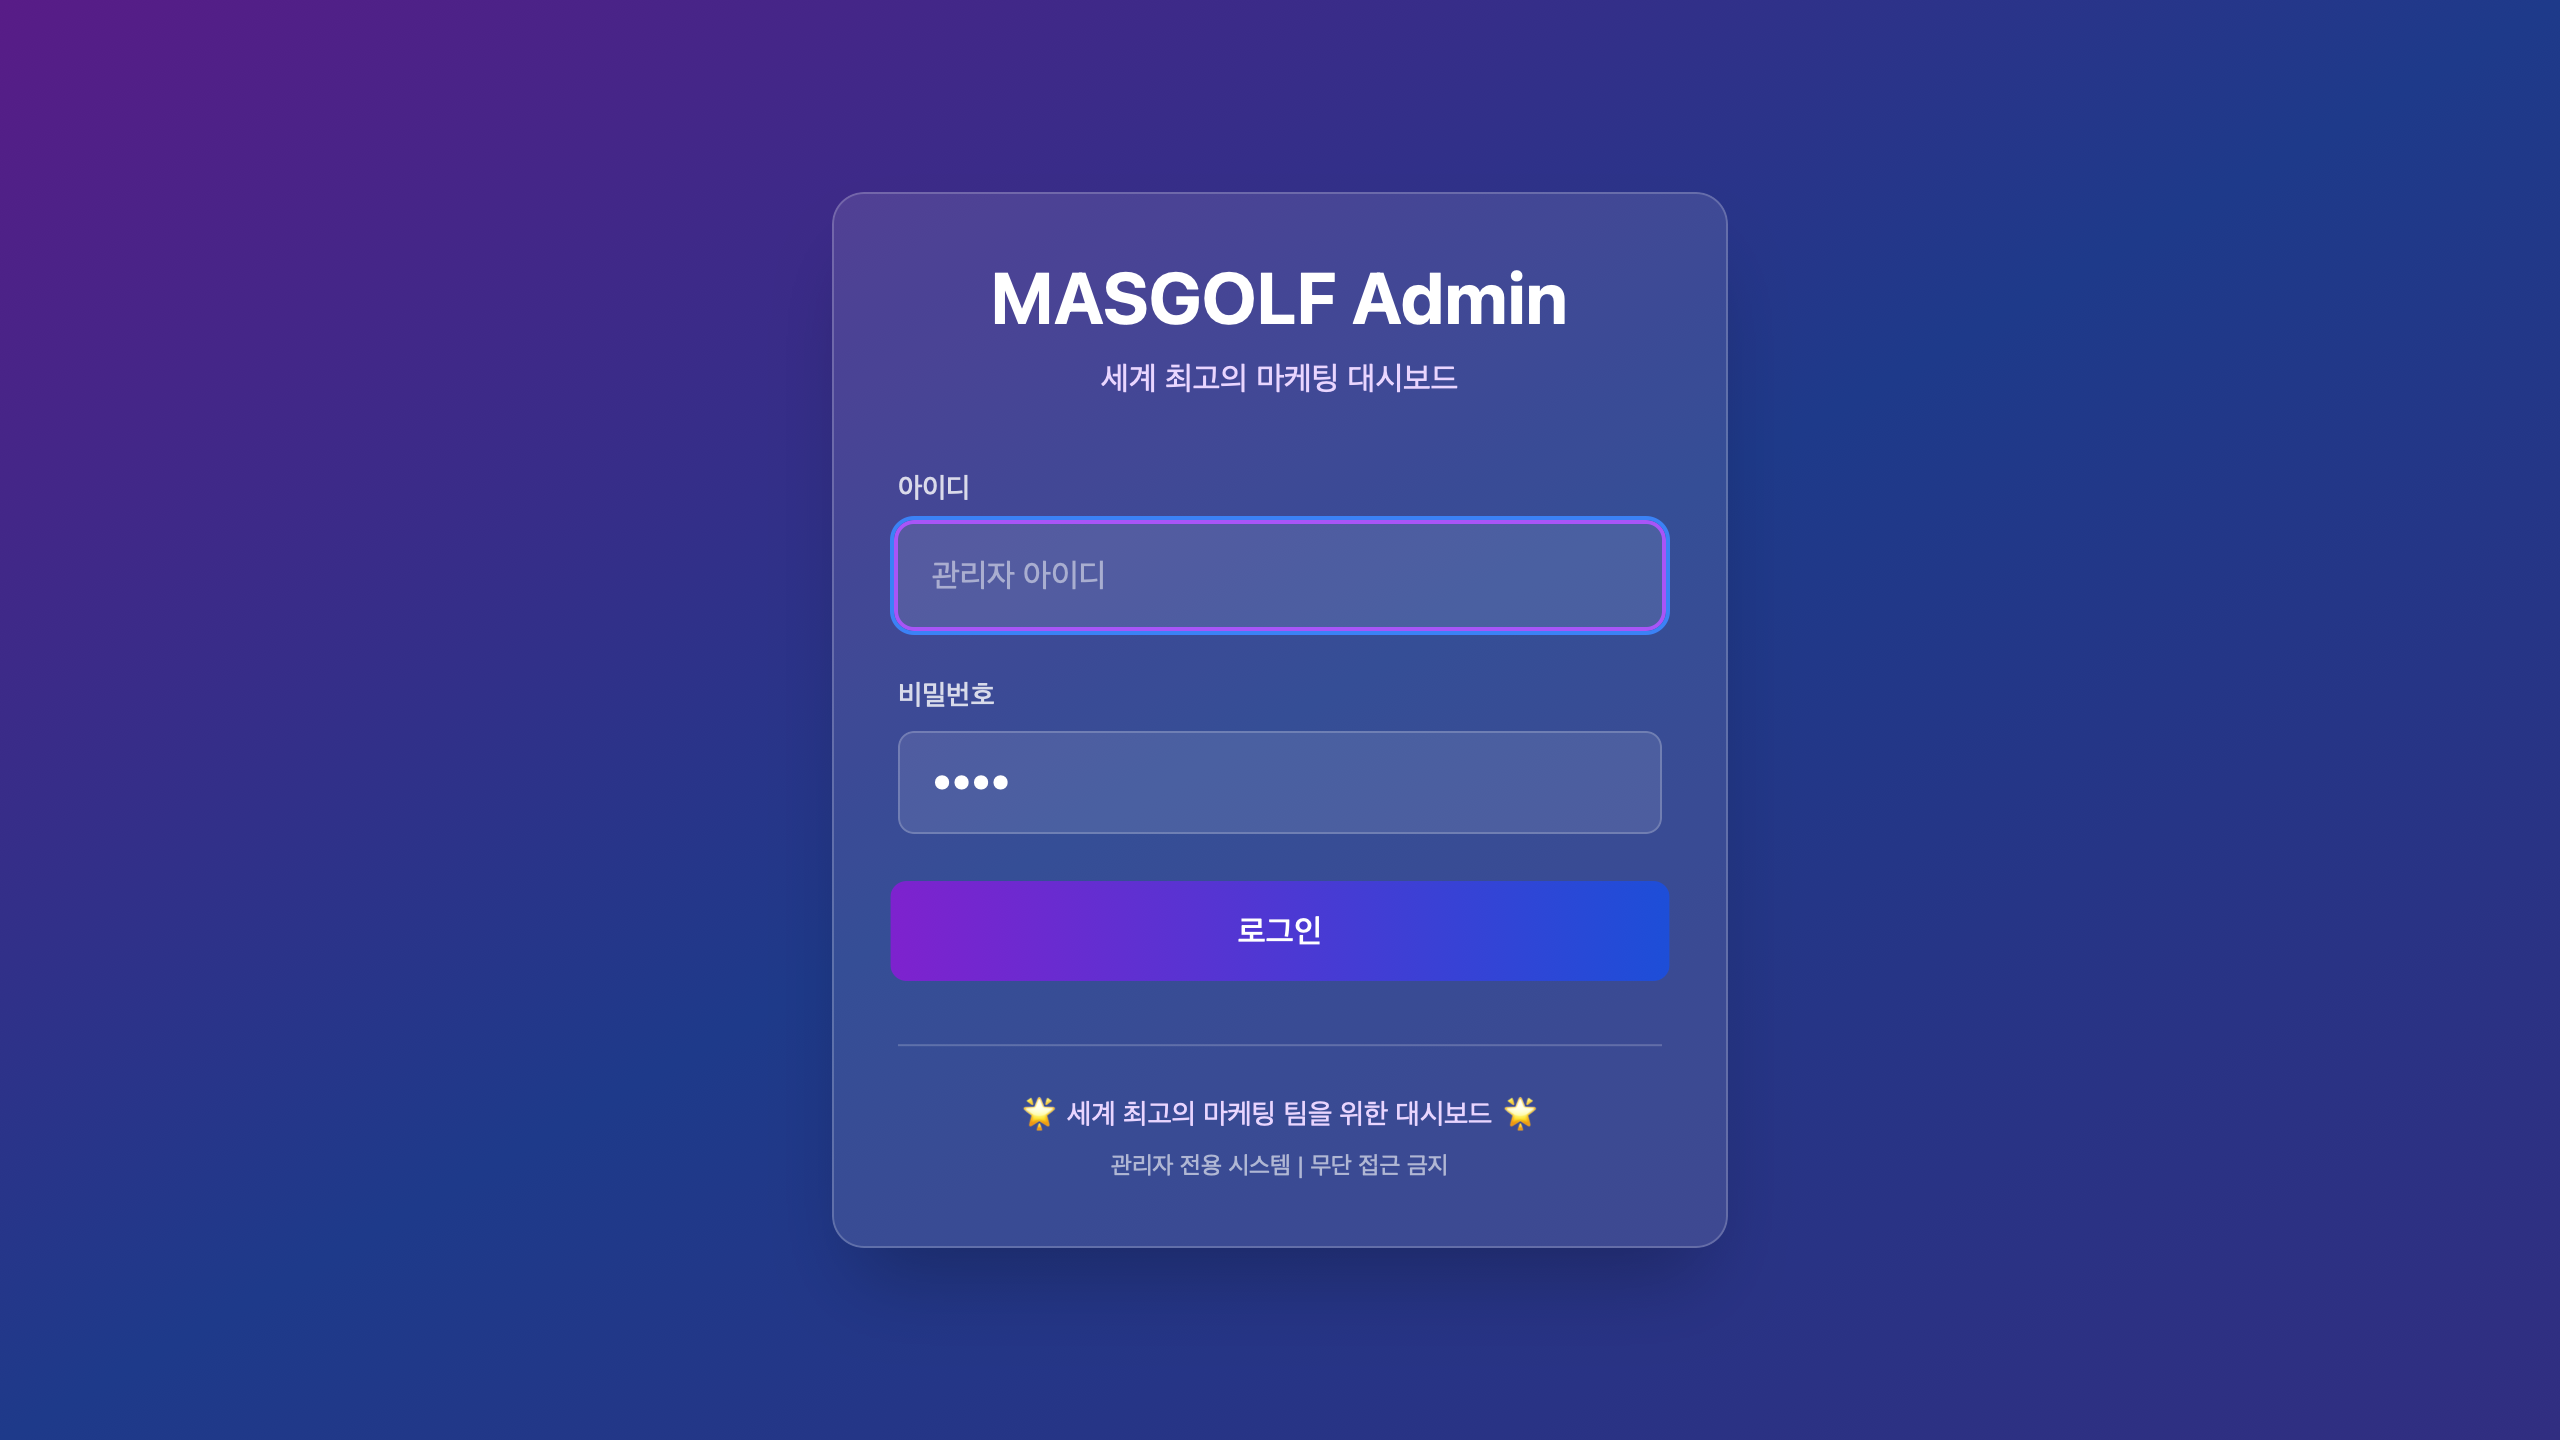 MASGOLF Admin
세계 최고의 마케팅 대시보드
아이디
관리자 아이디
비밀번호
••••
로그인
🌟 세계 최고의 마케팅 팀을 위한 대시보드 🌟
관리자 전용 시스템 | 무단 접근 금지